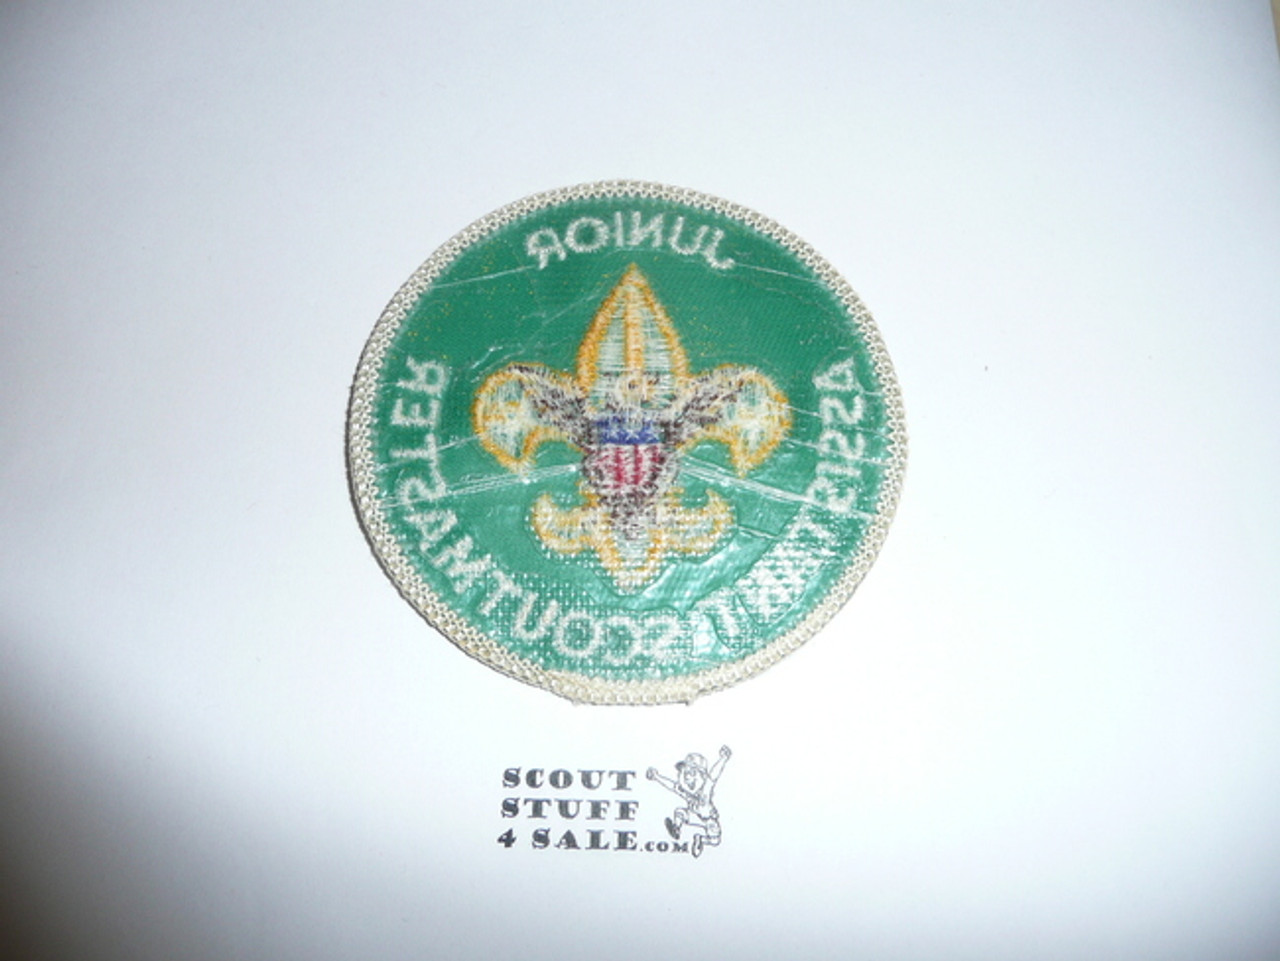 JUNIOR
ASSISTANT SCOUTMASTER
SCOUT
STUFF
4 SALE.COM